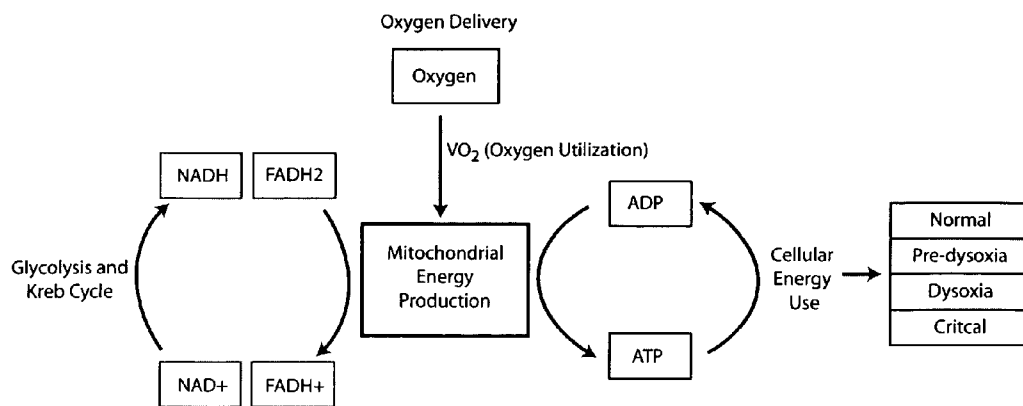 Oxygen Delivery
Oxygen
VO2 (Oxygen Utilization)
NADH
FADH2
Glycolysis and
Kreb Cycle
NAD+
FADH+
Mitochondrial
Energy
Production
ADP
ATP
Cellular
Energy
Use
Normal
Pre-dysoxia
Dysoxia
Critcal